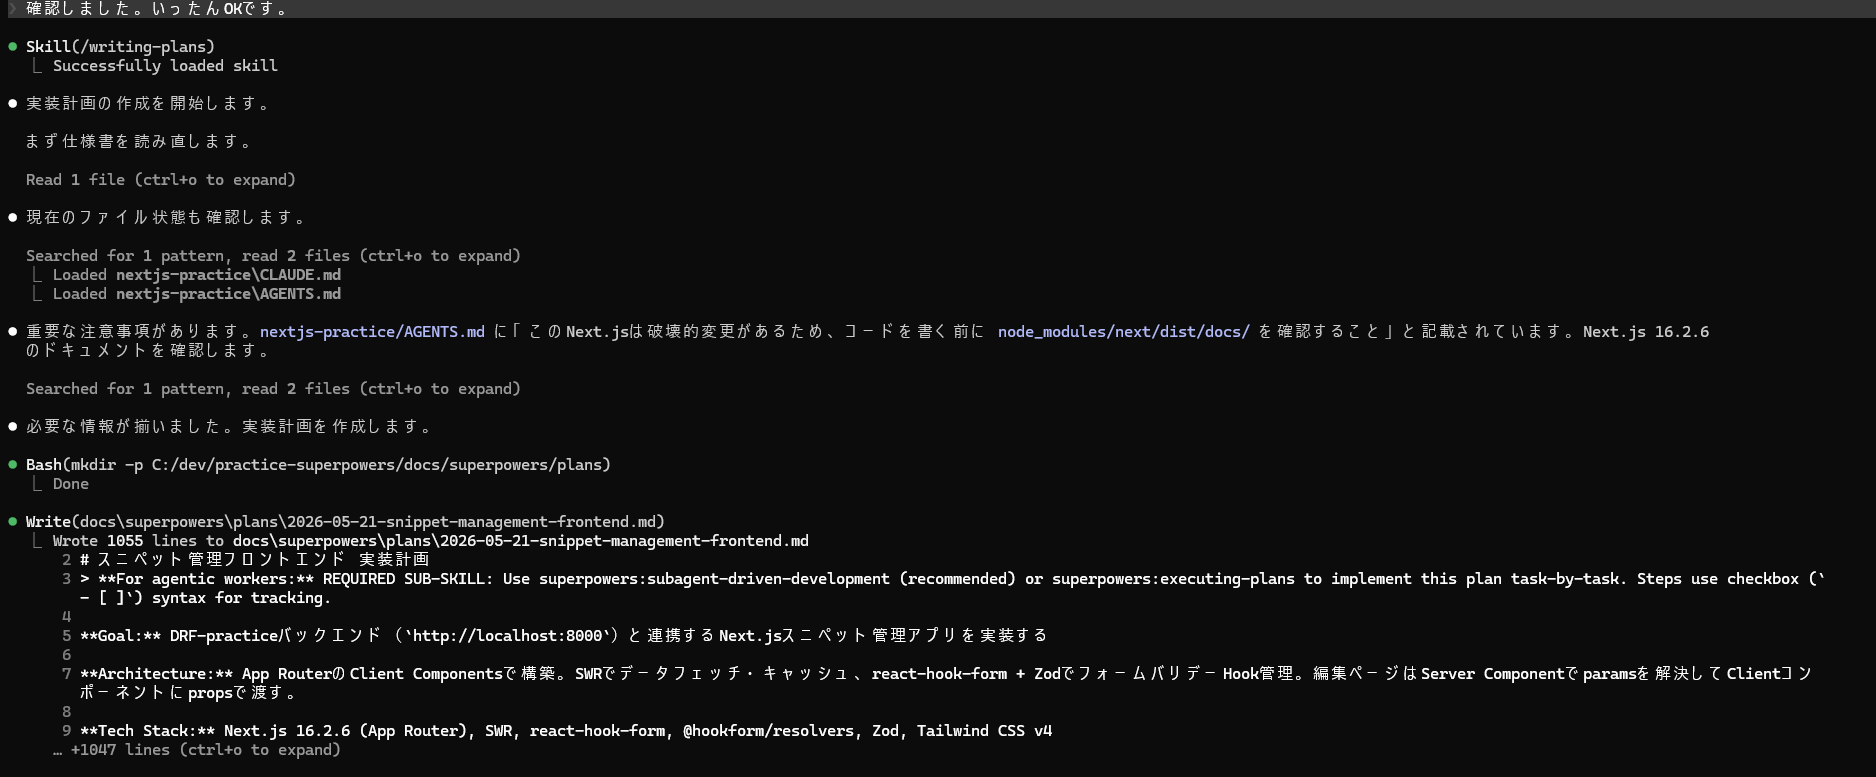 ❯ 確認しました。いったんOKです。
● Skill(/writing-plans)
⎿ Successfully loaded skill
● 実装計画の作成を開始します。
まず仕様書を読み直します。
Read 1 file (ctrl+o to expand)
● 現在のファイル状態も確認します。
Searched for 1 pattern, read 2 files (ctrl+o to expand)
⎿ Loaded nextjs-practice\CLAUDE.md
⎿ Loaded nextjs-practice\AGENTS.md
● 重要な注意事項があります。nextjs-practice/AGENTS.md に「このNext.jsは破壊的変更があるため、コードを書く前に node_modules/next/dist/docs/ を確認すること」と記載されています。Next.js 16.2.6
のドキュメントを確認します。
Searched for 1 pattern, read 2 files (ctrl+o to expand)
● 必要な情報が揃いました。実装計画を作成します。
● Bash(mkdir -p C:/dev/practice-superpowers/docs/superpowers/plans)
⎿ Done
● Write(docs\superpowers\plans\2026-05-21-snippet-management-frontend.md)
⎿ Wrote 1055 lines to docs\superpowers\plans\2026-05-21-snippet-management-frontend.md
2 # スニペット管理フロントエンド 実装計画
3 > **For agentic workers:** REQUIRED SUB-SKILL: Use superpowers:subagent-driven-development (recommended) or superpowers:executing-plans to implement this plan task-by-task. Steps use checkbox (`
- [ ]`) syntax for tracking.
4
5 **Goal:** DRF-practiceバックエンド（`http://localhost:8000`）と連携するNext.jsスニペット管理アプリを実装する
6
7 **Architecture:** App RouterのClient Componentsで構築。SWRでデータフェッチ・キャッシュ、react-hook-form + ZodでフォームバリデーHook管理。編集ページはServer Componentでparamsを解決してClientコン
ポーネントにpropsで渡す。
8
9 **Tech Stack:** Next.js 16.2.6 (App Router), SWR, react-hook-form, @hookform/resolvers, Zod, Tailwind CSS v4
… +1047 lines (ctrl+o to expand)